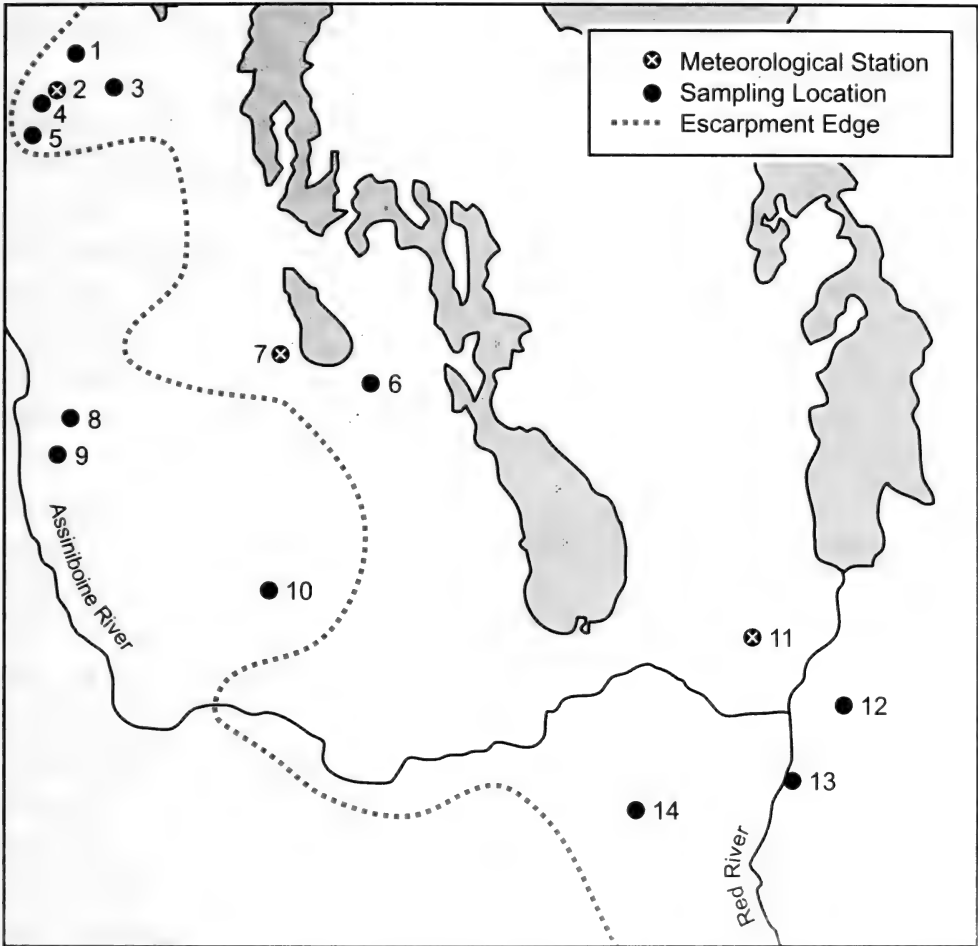 1
2
3
4
5
Meteorological Station
Sampling Location
Escarpment Edge
7
6
8
9
Assiniboine River
10
11
12
13
14
Red River